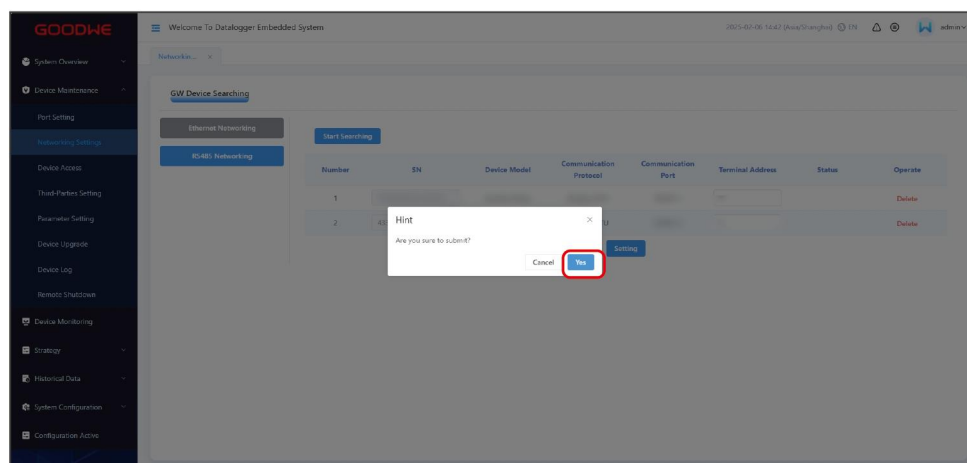 GOODWE
Welcome To Datalogger Embedded System
2025-02-06 14:42 (Asia/Shanghai) EN
admin
System Overview
Networkin... ×
Device Maintenance
GW Device Searching
Port Setting
Ethernet Networking
Start Searching
Networking Settings
RS485 Networking
Number SN Device Model Communication Protocol Communication Port Terminal Address Status Operate
Device Access
Third-Parties Setting
1 Delete
Parameter Setting
2 Delete
Hint ×
Are you sure to submit?
Cancel Yes
Setting
Device Upgrade
Device Log
Remote Shutdown
Device Monitoring
Strategy
Historical Data
System Configuration
Configuration Active